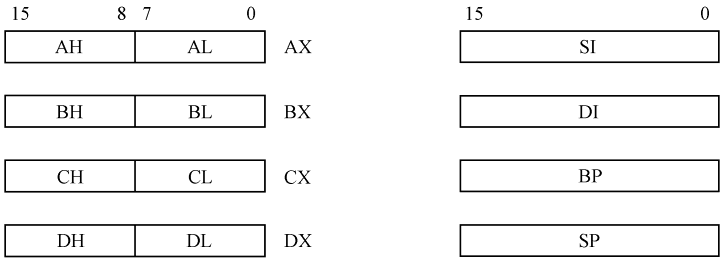 15 8 7 0 15 0
AH AL AX SI
BH BL BX DI
CH CL CX BP
DH DL DX SP